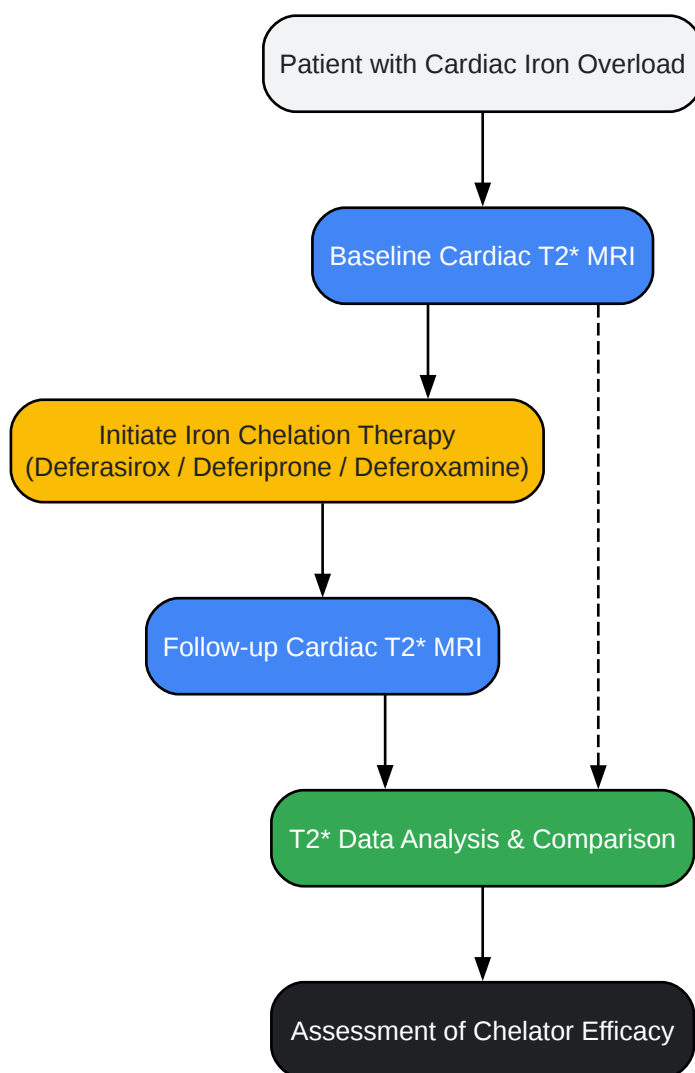 Patient with Cardiac Iron Overload
Baseline Cardiac T2* MRI
Initiate Iron Chelation Therapy
(Deferasirox / Deferiprone / Deferoxamine)
Follow-up Cardiac T2* MRI
T2* Data Analysis & Comparison
Assessment of Chelator Efficacy